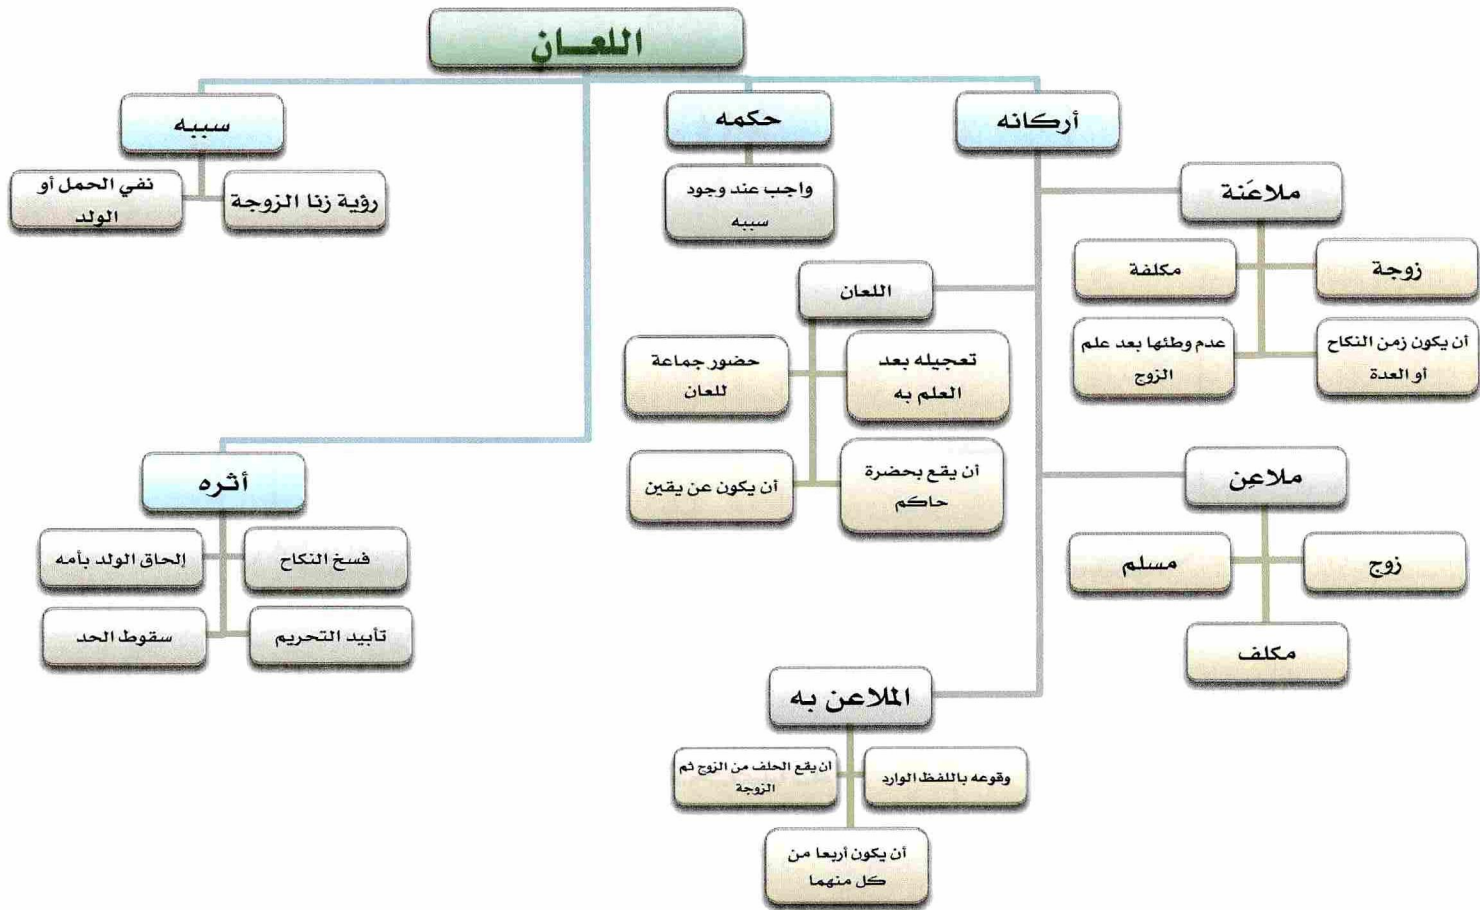 اللعـــان
أركانه
حكمه
سببه
ملاعَنة
زوجة
مكلفة
أن يكون زمن النكاح
أو العدة
عدم وطئها بعد علم
الزوج
ملاعِن
زوج
مسلم
مكلف
اللعان
تعجيله بعد
العلم به
حضور جماعة
للعان
أن يقع بحضرة
حاكم
أن يكون عن يقين
الملاعن به
وقوعه باللفظ الوارد
ان يقع الحلف من الزوج ثم
الزوجة
أن يكون أربعا من
كل منهما
واجب عند وجود
سببه
رؤية زنا الزوجة
نفي الحمل أو
الولد
أثره
فسخ النكاح
إلحاق الولد بأمه
تأبيد التحريم
سقوط الحد